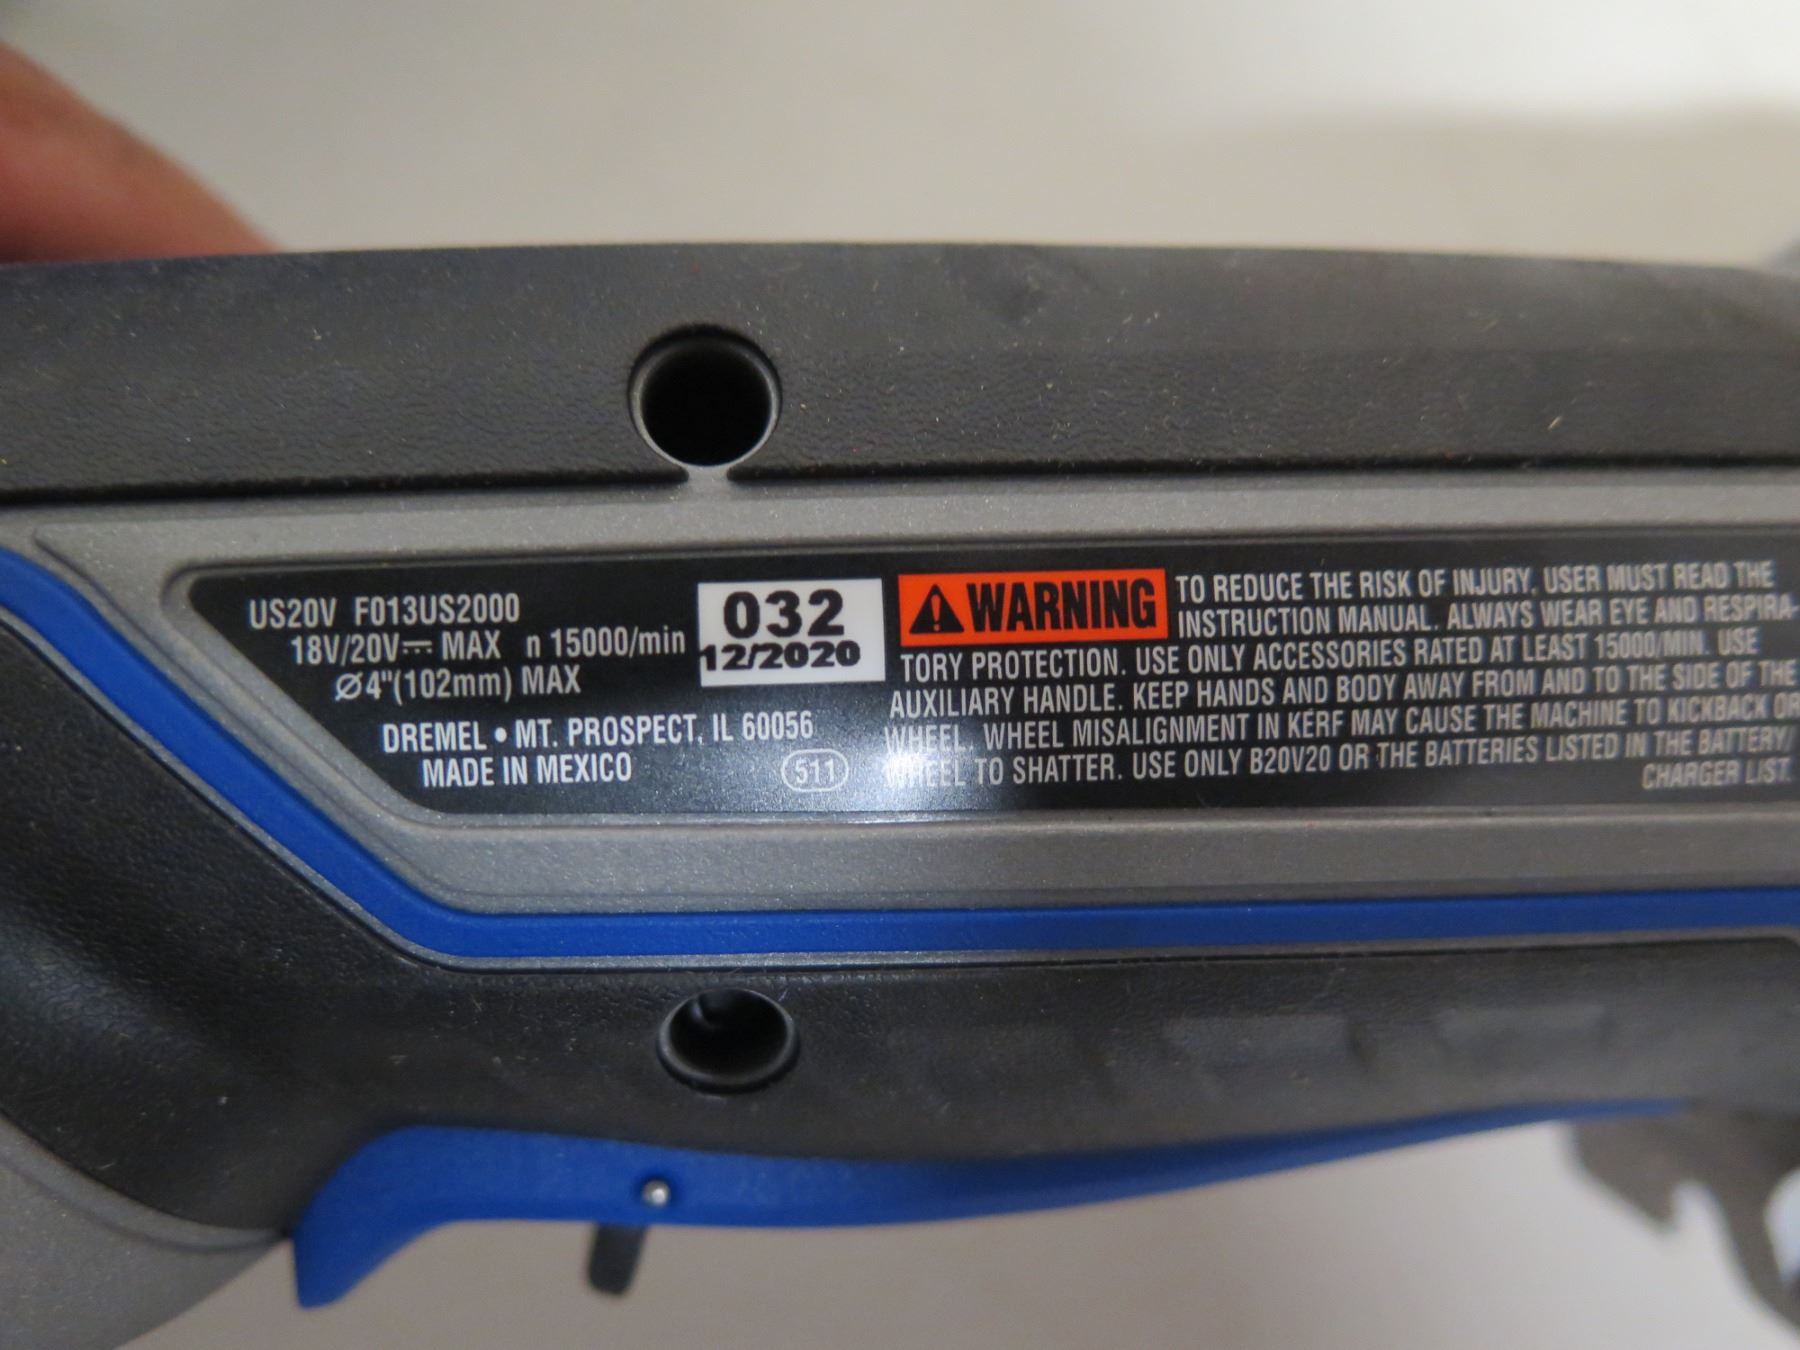 US20V F013US2000
18V/20V⎓ MAX n 15000/min
Ø4"(102mm) MAX
DREMEL • MT. PROSPECT, IL 60056
MADE IN MEXICO
511
032
12/2020
WARNING TO REDUCE THE RISK OF INJURY, USER MUST READ THE
INSTRUCTION MANUAL. ALWAYS WEAR EYE AND RESPIRA-
TORY PROTECTION. USE ONLY ACCESSORIES RATED AT LEAST 15000/MIN. USE
AUXILIARY HANDLE. KEEP HANDS AND BODY AWAY FROM AND TO THE SIDE OF THE
WHEEL. WHEEL MISALIGNMENT IN KERF MAY CAUSE THE MACHINE TO KICKBACK OR
WHEEL TO SHATTER. USE ONLY B20V20 OR THE BATTERIES LISTED IN THE BATTERY/
CHARGER LIST.